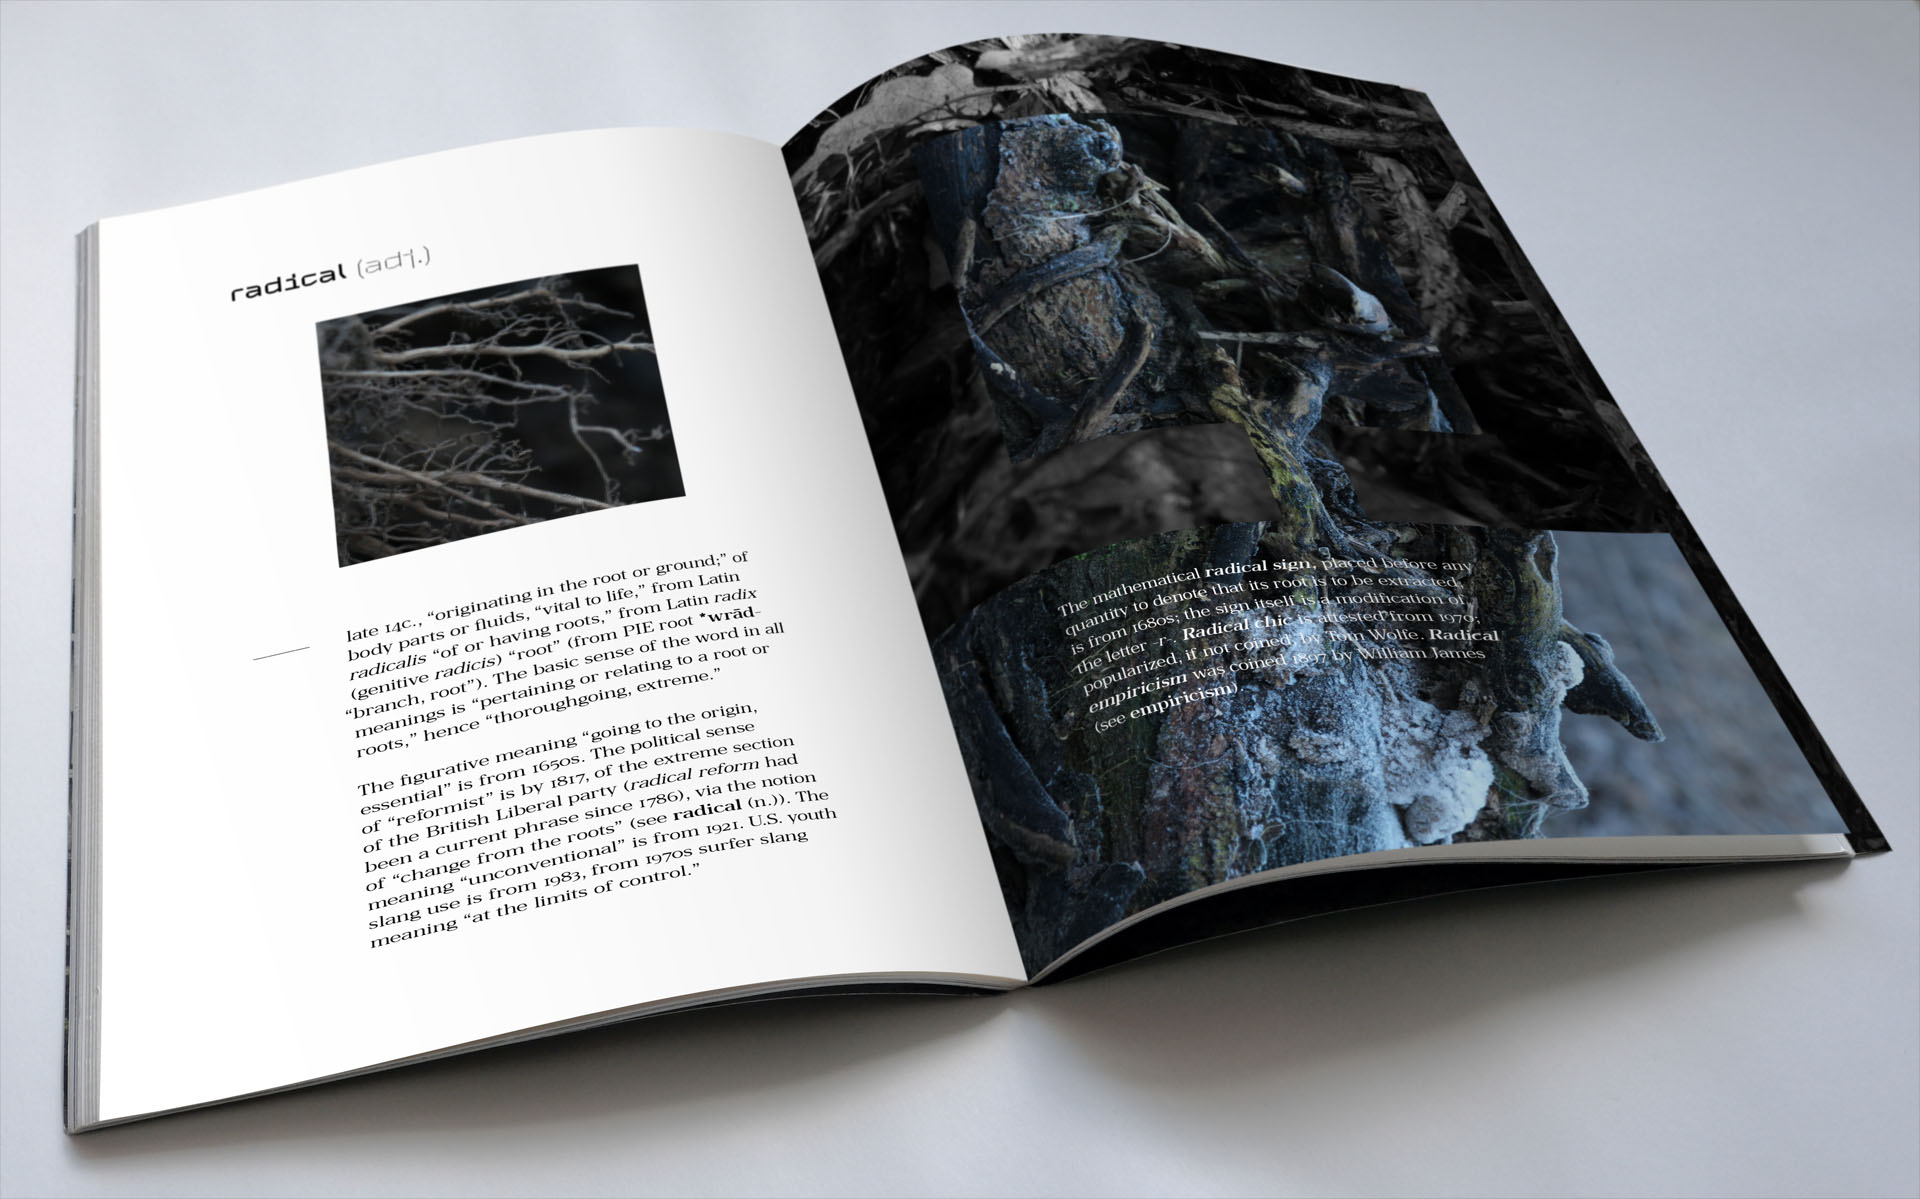 radical (adj.)
late 14c., “originating in the root or ground;” of
body parts or fluids, “vital to life,” from Latin
radicalis “of or having roots,” from Latin radix
(genitive radicis) “root” (from PIE root *wrād-
“branch, root”). The basic sense of the word in all
meanings is “pertaining or relating to a root or
roots,” hence “thoroughgoing, extreme.”
The figurative meaning “going to the origin,
essential” is from 1650s. The political sense
of “reformist” is by 1817, of the extreme section
of the British Liberal party (radical reform had
been a current phrase since 1786), via the notion
of “change from the roots” (see radical (n.)). The
meaning “unconventional” is from 1921. U.S. youth
slang use is from 1983, from 1970s surfer slang
meaning “at the limits of control.”
The mathematical radical sign, placed before any
quantity to denote that its root is to be extracted,
is from 1680s; the sign itself is a modification of
the letter -r-. Radical chic is attested from 1970;
popularized, if not coined, by Tom Wolfe. Radical
empiricism was coined 1897 by William James
(see empiricism).